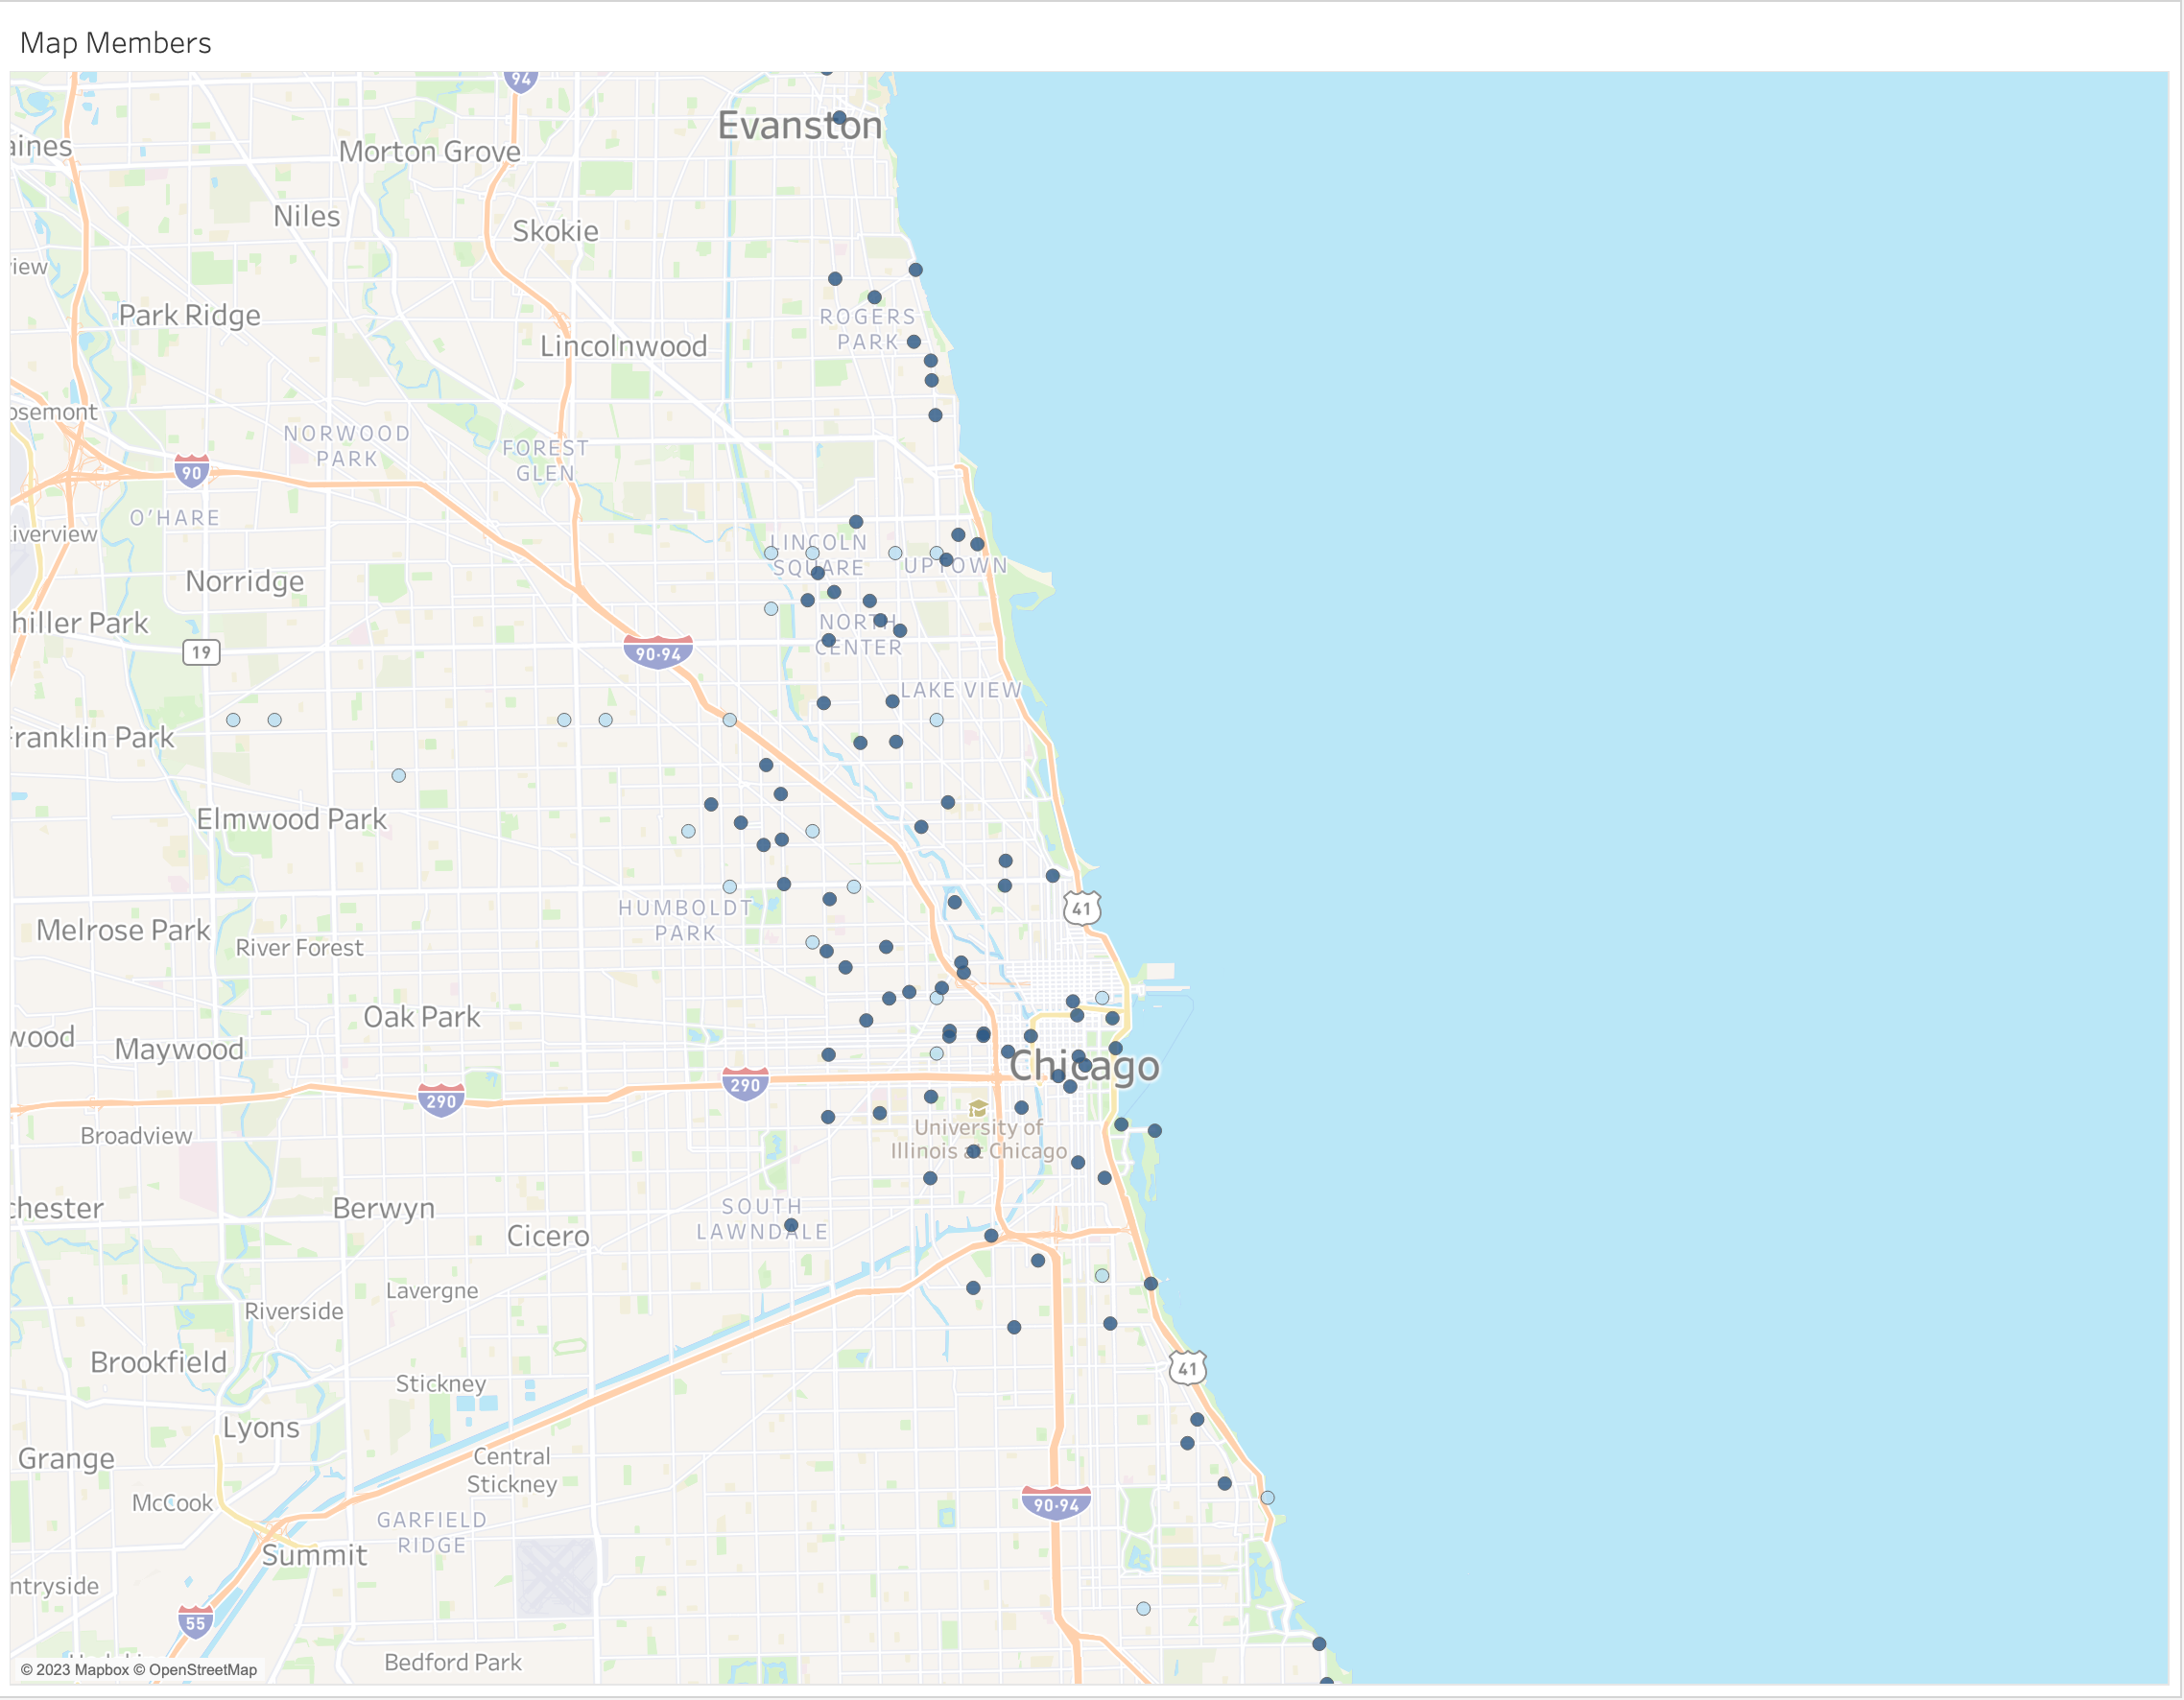 Map Members
94
Evanston
aines
Morton Grove
Niles
Skokie
view
Park Ridge
ROGERS
PARK
Lincolnwood
osemont
NORWOOD
PARK
FOREST
GLEN
90
O'HARE
iverview
LINCOLN
SQUARE
UPTOWN
Norridge
hiller Park
NORTH
CENTER
19
90-94
LAKE VIEW
Franklin Park
Elmwood Park
HUMBOLDT
PARK
41
Melrose Park
River Forest
Oak Park
wood
Maywood
Chicago
290
290
Broadview
University of
Illinois at Chicago
chester
Berwyn
SOUTH
LAWNDALE
Cicero
Lavergne
Riverside
Brookfield
Stickney
41
Lyons
Grange
Central
Stickney
McCook
90-94
GARFIELD
RIDGE
Summit
ntryside
55
Bedford Park
© 2023 Mapbox © OpenStreetMap